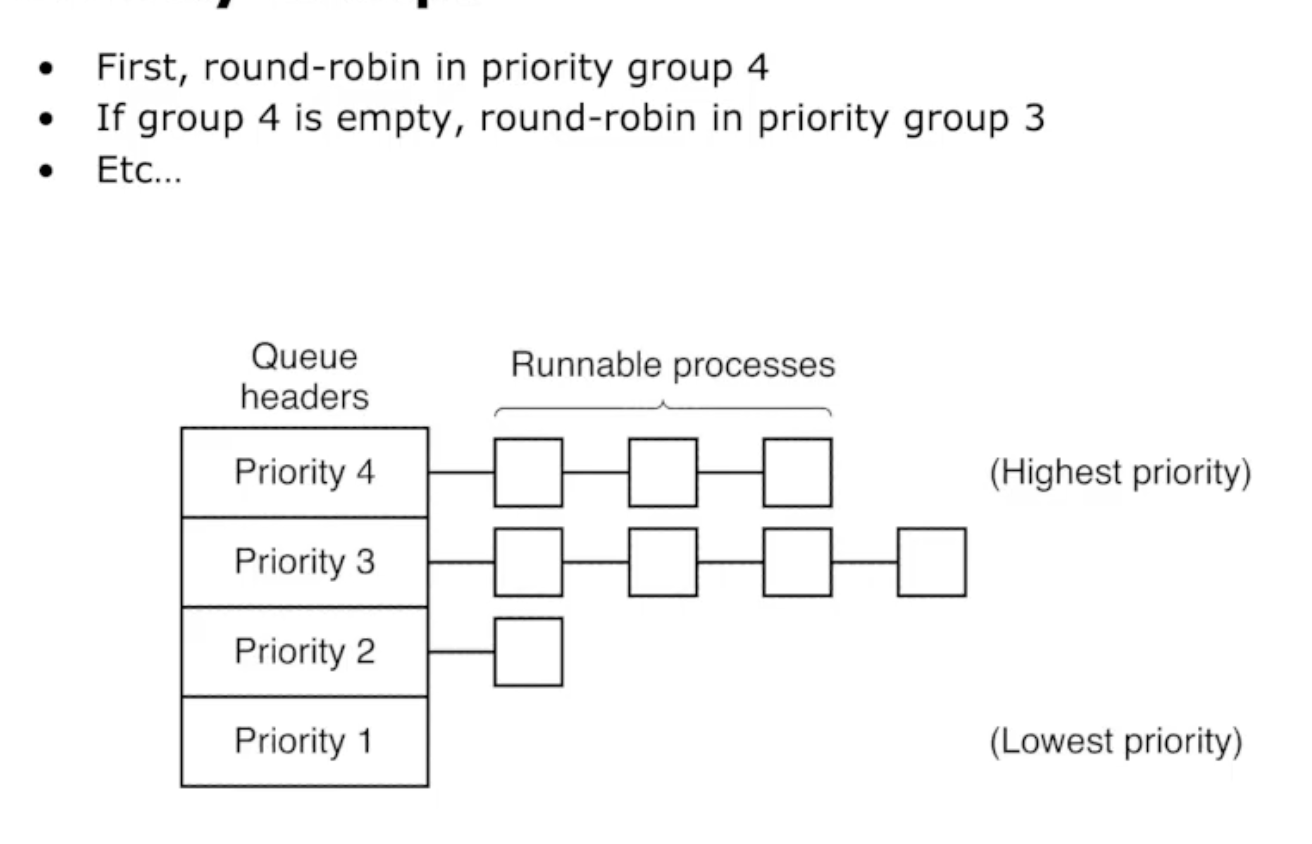 • First, round-robin in priority group 4
• If group 4 is empty, round-robin in priority group 3
• Etc...
Queue
headers
Runnable processes
Priority 4
(Highest priority)
Priority 3
Priority 2
Priority 1
(Lowest priority)